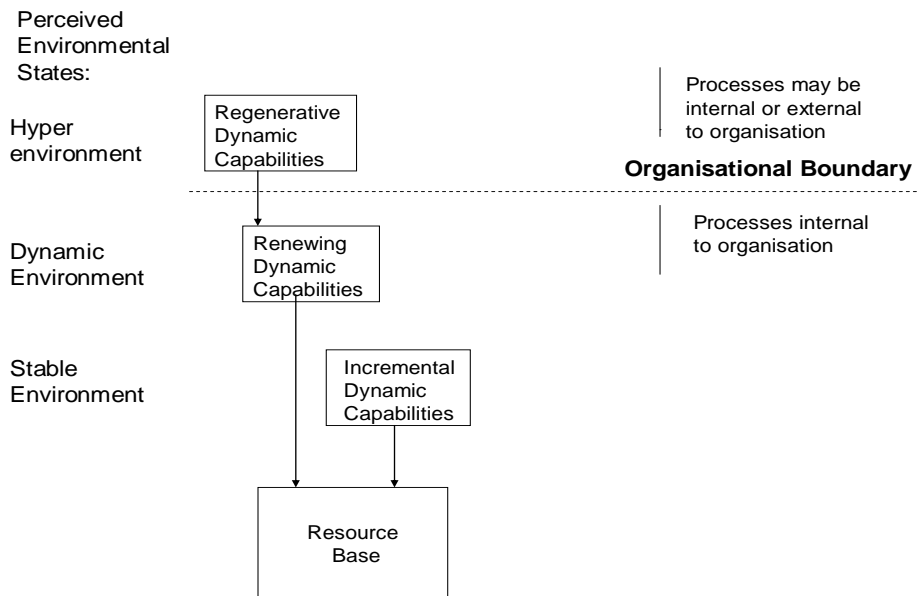 Perceived
Environmental
States:
Hyper
environment
Regenerative
Dynamic
Capabilities
Processes may be
internal or external
to organisation
Organisational Boundary
Dynamic
Environment
Renewing
Dynamic
Capabilities
Processes internal
to organisation
Stable
Environment
Incremental
Dynamic
Capabilities
Resource
Base